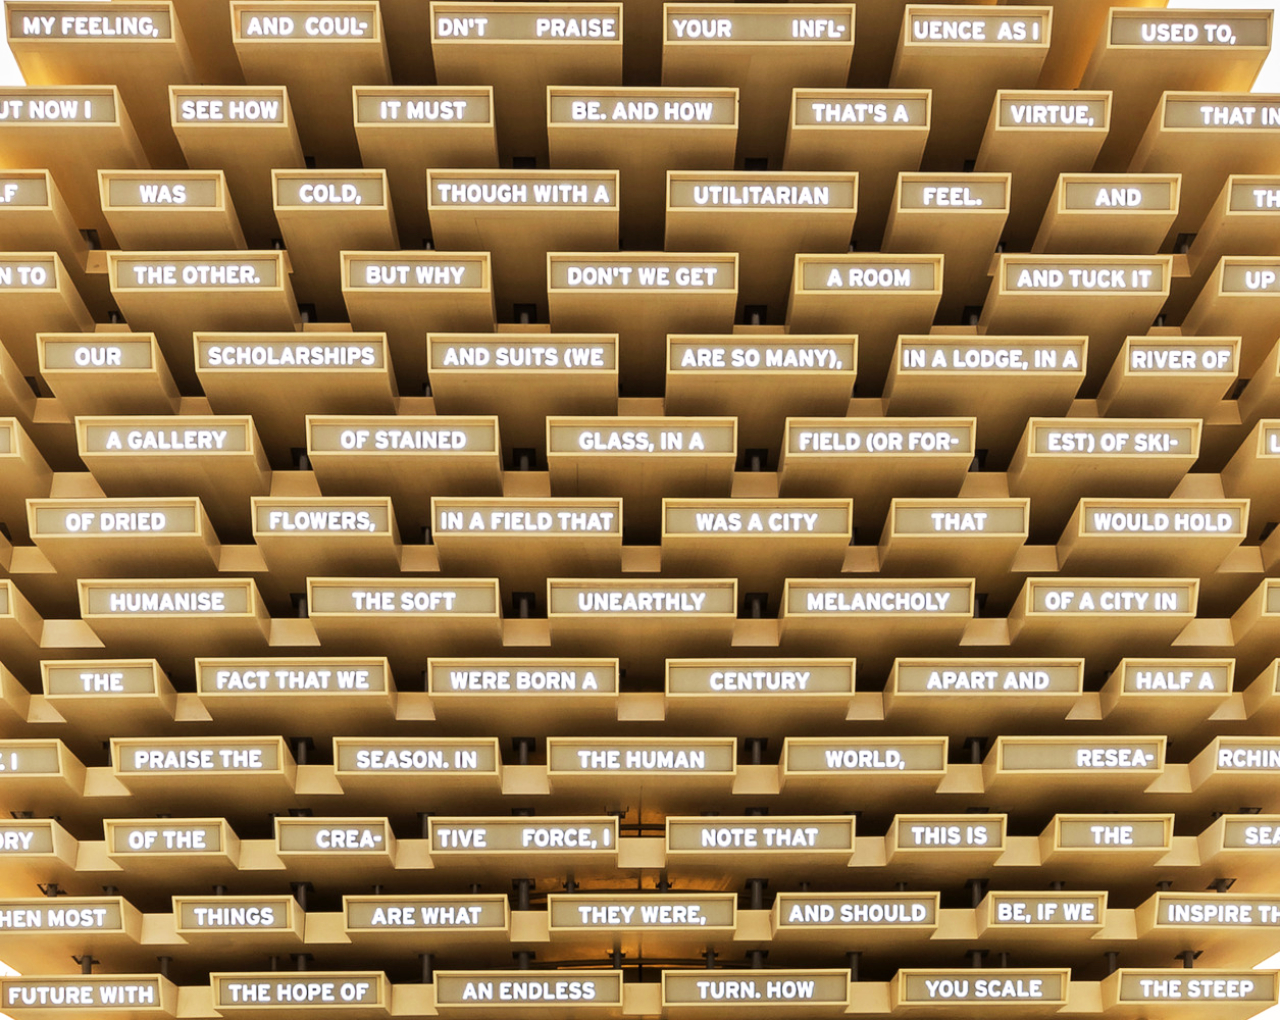 MY FEELING, AND COUL- DN'T PRAISE YOUR INFL- UENCE AS I USED TO,
UT NOW I SEE HOW IT MUST BE. AND HOW THAT'S A VIRTUE, THAT IN
LF WAS COLD, THOUGH WITH A UTILITARIAN FEEL. AND TH
N TO THE OTHER. BUT WHY DON'T WE GET A ROOM AND TUCK IT UP
OUR SCHOLARSHIPS AND SUITS (WE ARE SO MANY), IN A LODGE, IN A RIVER OF
A GALLERY OF STAINED GLASS, IN A FIELD (OR FOR- EST) OF SKI- L
OF DRIED FLOWERS, IN A FIELD THAT WAS A CITY THAT WOULD HOLD
HUMANISE THE SOFT UNEARTHLY MELANCHOLY OF A CITY IN
THE FACT THAT WE WERE BORN A CENTURY APART AND HALF A
I PRAISE THE SEASON. IN THE HUMAN WORLD, RESEA- RCHIN
ORY OF THE CREA- TIVE FORCE, I NOTE THAT THIS IS THE SEA
HEN MOST THINGS ARE WHAT THEY WERE, AND SHOULD BE, IF WE INSPIRE TH
FUTURE WITH THE HOPE OF AN ENDLESS TURN. HOW YOU SCALE THE STEEP